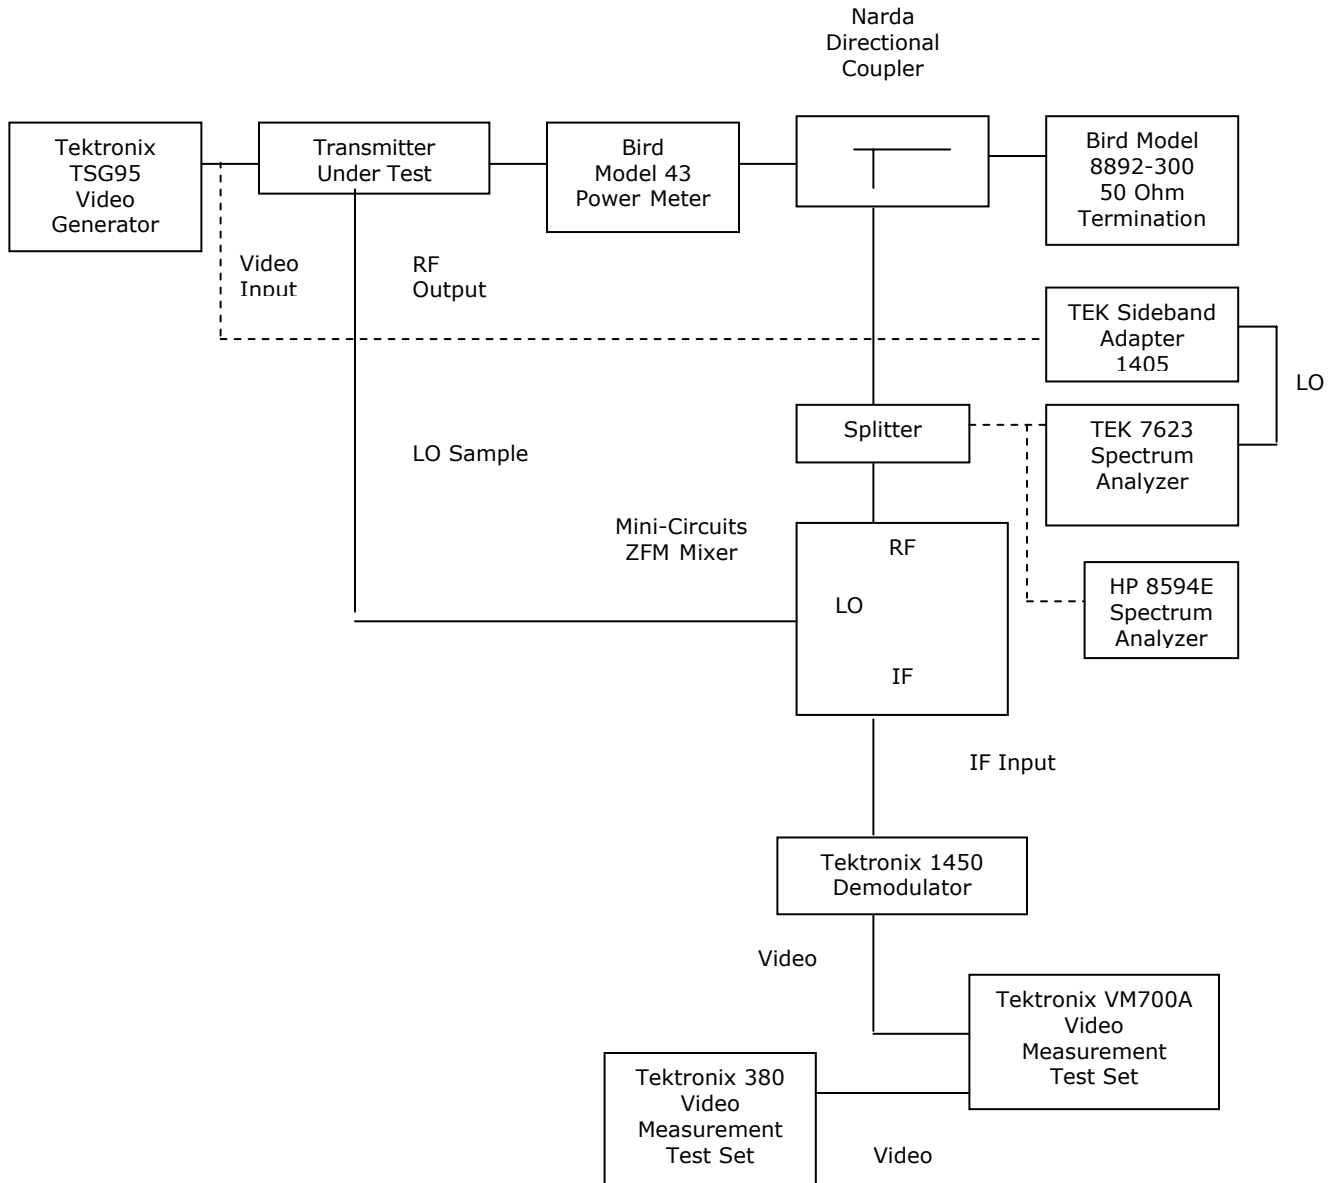 Narda
Directional
Coupler
Tektronix
TSG95
Video
Generator
Transmitter
Under Test
Bird
Model 43
Power Meter
Bird Model
8892-300
50 Ohm
Termination
Video
Input
RF
Output
TEK Sideband
Adapter
1405
LO
Splitter
TEK 7623
Spectrum
Analyzer
LO Sample
Mini-Circuits
ZFM Mixer
RF
LO
IF
HP 8594E
Spectrum
Analyzer
IF Input
Tektronix 1450
Demodulator
Video
Tektronix VM700A
Video
Measurement
Test Set
Tektronix 380
Video
Measurement
Test Set
Video